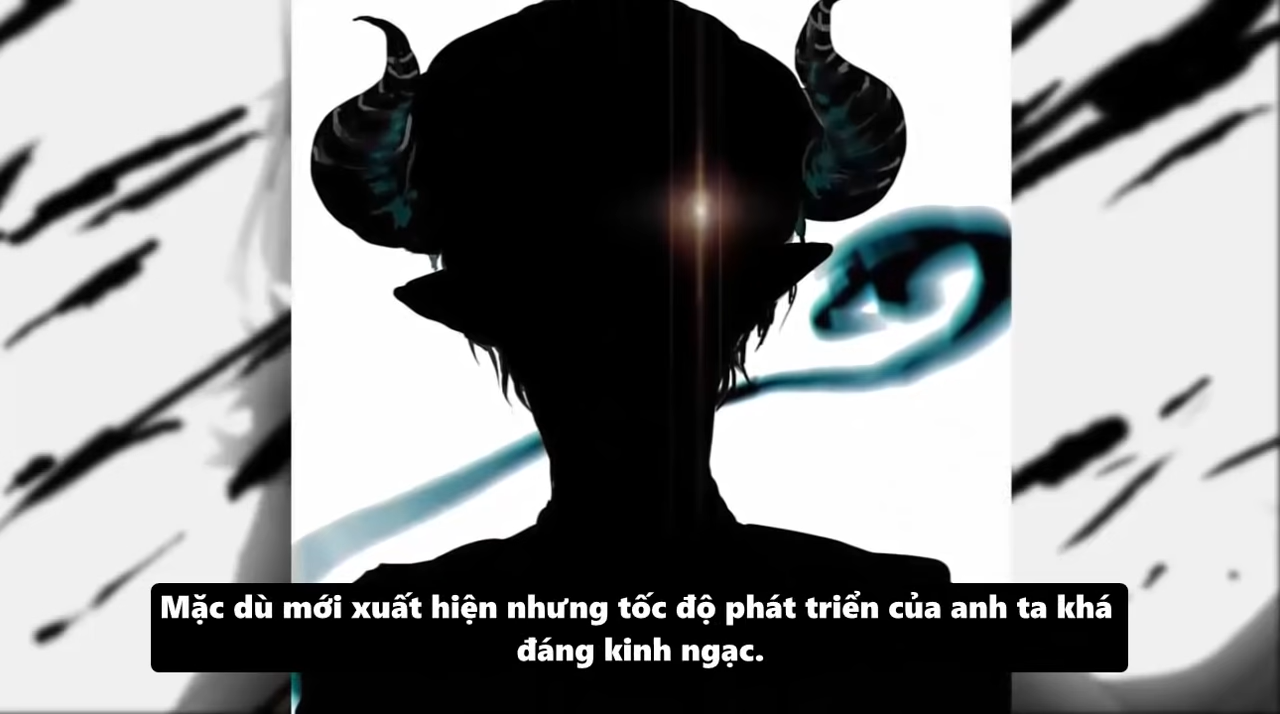 Mặc dù mới xuất hiện nhưng tốc độ phát triển của anh ta khá
đáng kinh ngạc.